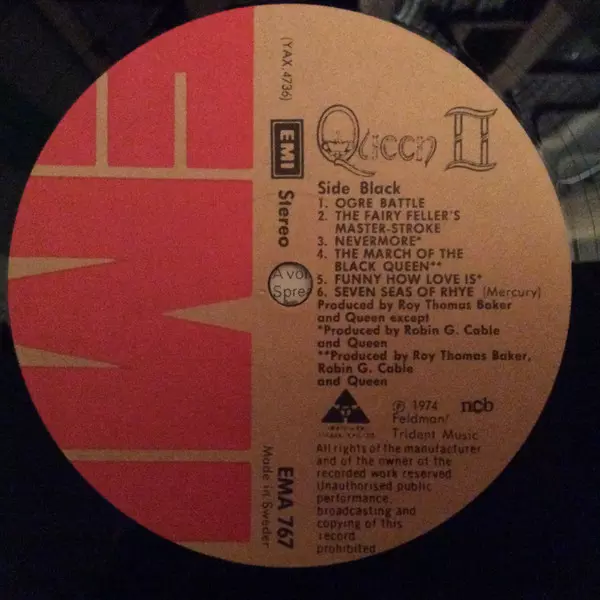 (YAX.4736)
EMI
Stereo
Queen II
Side Black
1. OGRE BATTLE
2. THE FAIRY FELLER'S
MASTER-STROKE
3. NEVERMORE*
4. THE MARCH OF THE
BLACK QUEEN**
5. FUNNY HOW LOVE IS*
6. SEVEN SEAS OF RHYE (Mercury)
Produced by Roy Thomas Baker
and Queen except
*Produced by Robin G. Cable
and Queen
**Produced by Roy Thomas Baker,
Robin G. Cable
and Queen
℗ 1974 ncb
Feldman/
Trident Music
All rights of the manufacturer
and of the owner of the
recorded work reserved
Unauthorised public
performance,
broadcasting and
copying of this
record
prohibited
EMA 767
Made in Sweden
EMI